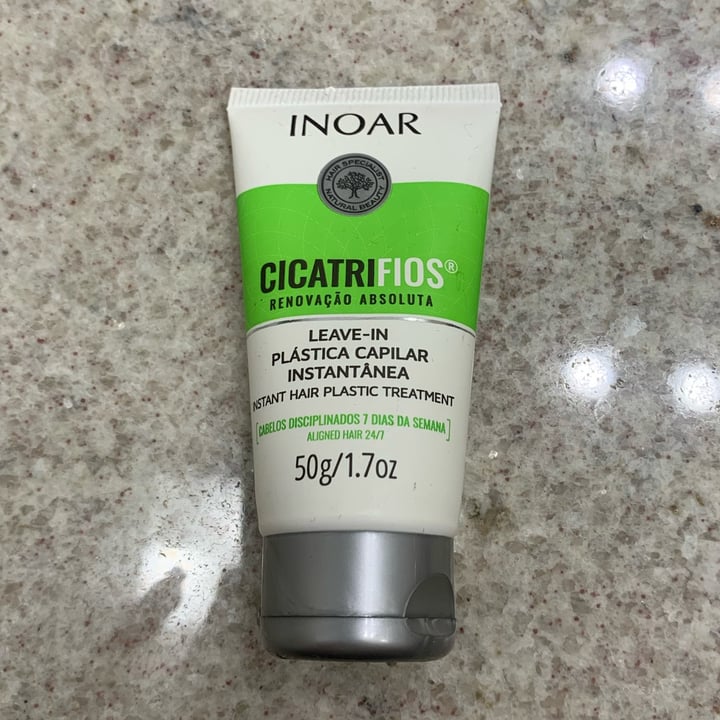 INOAR
HAIR SPECIALIST
NATURAL BEAUTY
CICATRIFIOS®
RENOVAÇÃO ABSOLUTA
LEAVE-IN
PLÁSTICA CAPILAR
INSTANTÂNEA
INSTANT HAIR PLASTIC TREATMENT
[CABELOS DISCIPLINADOS 7 DIAS DA SEMANA]
ALIGNED HAIR 24/7
50g/1.7oz